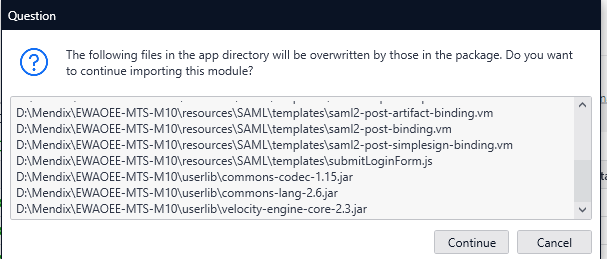 Question
The following files in the app directory will be overwritten by those in the package. Do you want
to continue importing this module?
D:\Mendix\EWAOEE-MTS-M10\resources\SAML\templates\saml2-post-artifact-binding.vm
D:\Mendix\EWAOEE-MTS-M10\resources\SAML\templates\saml2-post-binding.vm
D:\Mendix\EWAOEE-MTS-M10\resources\SAML\templates\saml2-post-simplesign-binding.vm
D:\Mendix\EWAOEE-MTS-M10\resources\SAML\templates\submitLoginForm.js
D:\Mendix\EWAOEE-MTS-M10\userlib\commons-codec-1.15.jar
D:\Mendix\EWAOEE-MTS-M10\userlib\commons-lang-2.6.jar
D:\Mendix\EWAOEE-MTS-M10\userlib\velocity-engine-core-2.3.jar
Continue Cancel